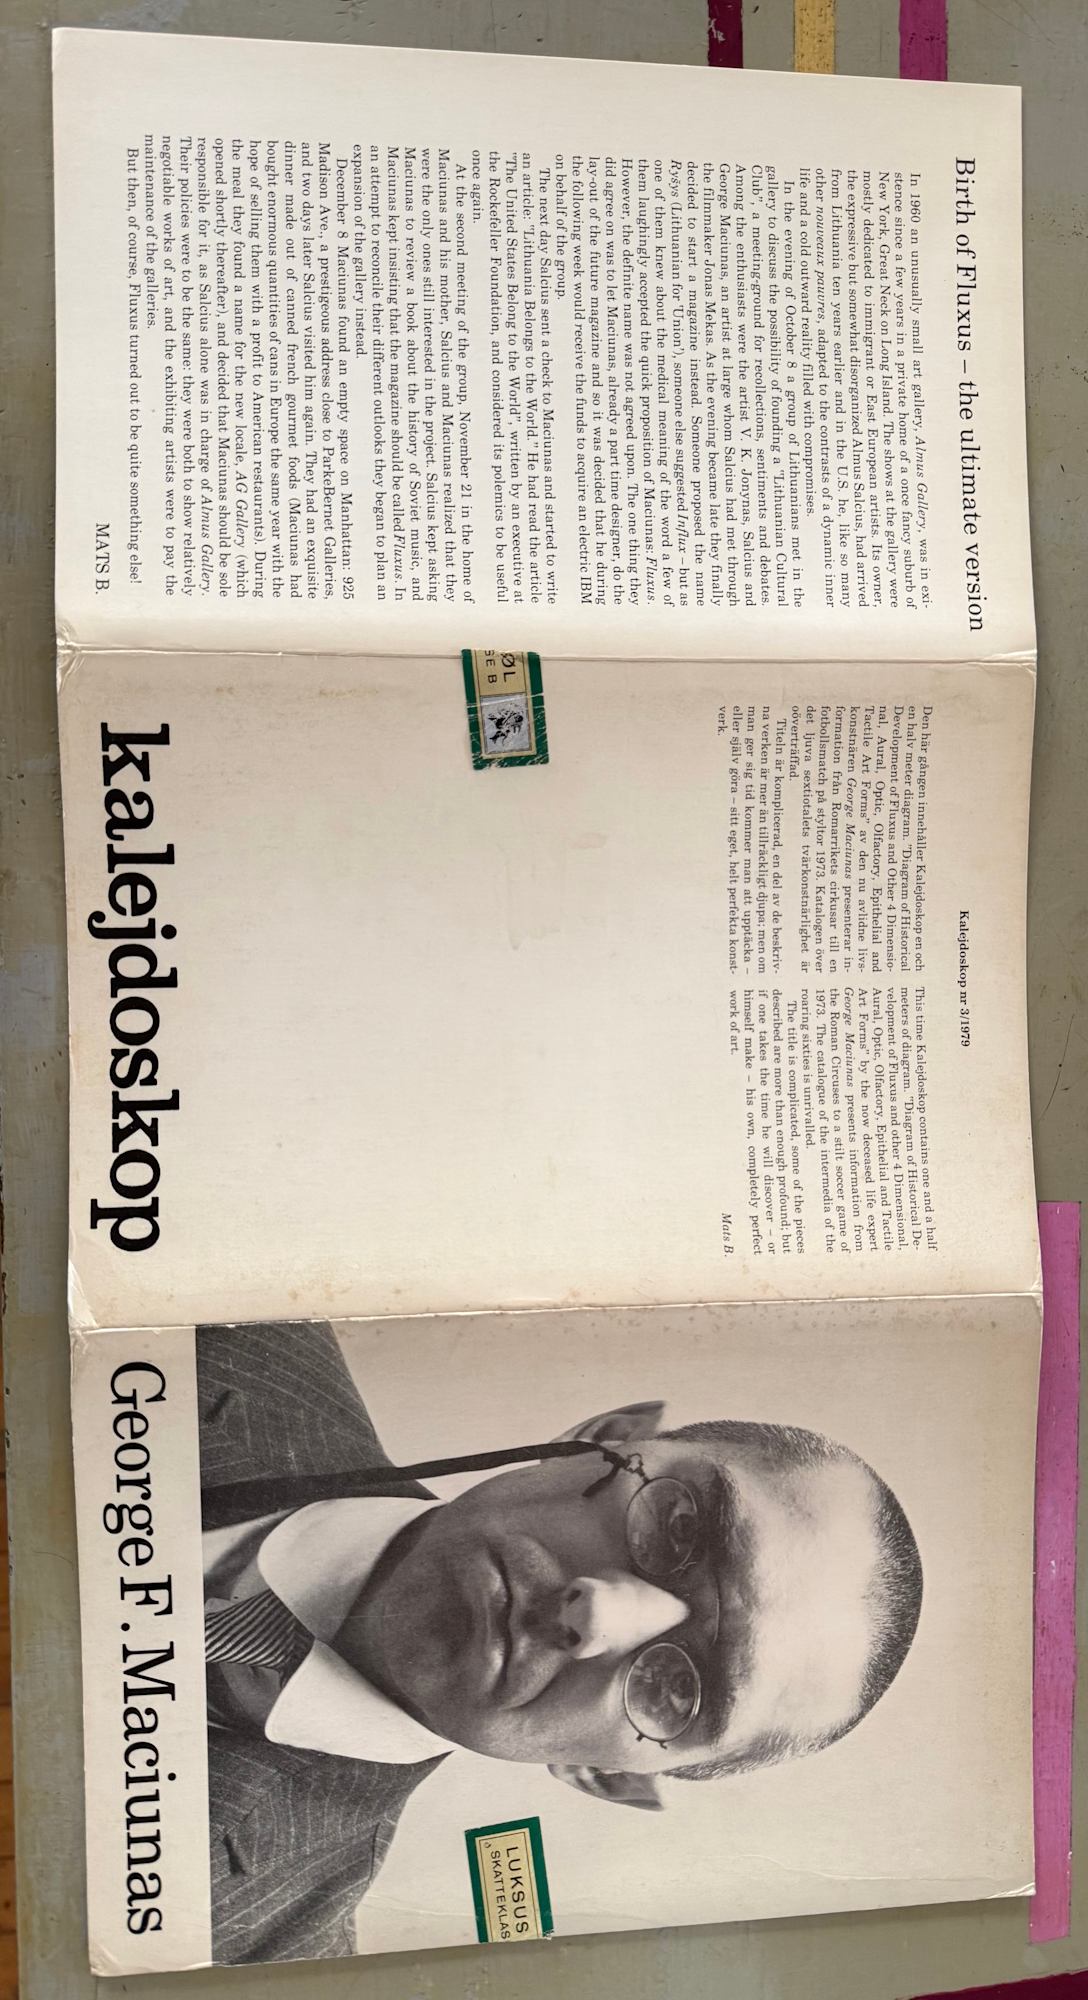 Birth of Fluxus – the ultimate version
In 1960 an unusually small art gallery, Almus Gallery, was in exi-
stence since a few years in a private home of a once fancy suburb of
New York: Great Neck on Long Island. The shows at the gallery were
mostly dedicated to immigrant or East European artists. Its owner,
the expressive but somewhat disorganized Almus Salcius, had arrived
from Lithuania ten years earlier and in the U.S. he, like so many
other nouveaux pauvres, adapted to the contrasts of a dynamic inner
life and a cold outward reality filled with compromises.
In the evening of October 8 a group of Lithuanians met in the
gallery to discuss the possibility of founding a "Lithuanian Cultural
Club", a meeting-ground for recollections, sentiments and debates.
Among the enthusiasts were the artist V. K. Jonynas, Salcius and
George Maciunas, an artist at large whom Salcius had met through
the filmmaker Jonas Mekas. As the evening became late they finally
decided to start a magazine instead. Someone proposed the name
Ryšys (Lithuanian for 'Union'), someone else suggested Influx – but as
one of them knew about the medical meaning of the word a few of
them laughingly accepted the quick proposition of Maciunas: Fluxus.
However, the definite name was not agreed upon. The one thing they
did agree on was to let Maciunas, already a part time designer, do the
lay-out of the future magazine and so it was decided that he during
the following week would receive the funds to acquire an electric IBM
on behalf of the group.
The next day Salcius sent a check to Maciunas and started to write
an article: "Lithuania Belongs to the World." He had read the article
"The United States Belong to the World", written by an executive at
the Rockefeller Foundation, and considered its polemics to be useful
once again.
At the second meeting of the group, November 21 in the home of
Maciunas and his mother, Salcius and Maciunas realized that they
were the only ones still interested in the project. Salcius kept asking
Maciunas to review a book about the history of Soviet music, and
Maciunas kept insisting that the magazine should be called Fluxus. In
an attempt to reconcile their different outlooks they began to plan an
expansion of the gallery instead.
December 8 Maciunas found an empty space on Manhattan: 925
Madison Ave., a prestigeous address close to ParkeBernet Galleries,
and two days later Salcius visited him again. They had an exquisite
dinner made out of canned french gourmet foods (Maciunas had
bought enormous quantities of cans in Europe the same year with the
hope of selling them with a profit to American restaurants). During
the meal they found a name for the new locale, AG Gallery (which
opened shortly thereafter), and decided that Maciunas should be sole
responsible for it, as Salcius alone was in charge of Almus Gallery.
Their policies were to be the same: they were both to show relatively
negotiable works of art, and the exhibiting artists were to pay the
maintenance of the galleries.
But then, of course, Fluxus turned out to be quite something else!
MATS B.
Kalejdoskop nr 3/1979
Den här gången innehåller Kalejdoskop en och
en halv meter diagram. "Diagram of Historical
Development of Fluxus and Other 4 Dimensio-
nal, Aural, Optic, Olfactory, Epithelial and
Tactile Art Forms" av den nu avlidne livs-
konstnären George Maciunas presenterar in-
formation från Romarrikets cirkusar till en
fotbollsmatch på styltor 1973. Katalogen över
det ljuva sextiotalets tvärkonstnärlighet är
oöverträffad.
Titeln är komplicerad, en del av de beskriv-
na verken är mer än tillräckligt djupa; men om
man ger sig tid kommer man att upptäcka –
eller själv göra – sitt eget, helt perfekta konst-
verk.
This time Kalejdoskop contains one and a half
meters of diagram. "Diagram of Historical De-
velopment of Fluxus and other 4 Dimensional,
Aural, Optic, Olfactory, Epithelial and Tactile
Art Forms" by the now deceased life expert
George Maciunas presents information from
the Roman Circuses to a stilt soccer game of
1973. The catalogue of the intermedia of the
roaring sixties is unrivalled.
The title is complicated, some of the pieces
described are more than enough profound; but
if one takes the time he will discover – or
himself make – his own, completely perfect
work of art.
Mats B.
ØL
SE B
kalejdoskop
LUKSUS
SKATTEKLAS
George F. Maciunas